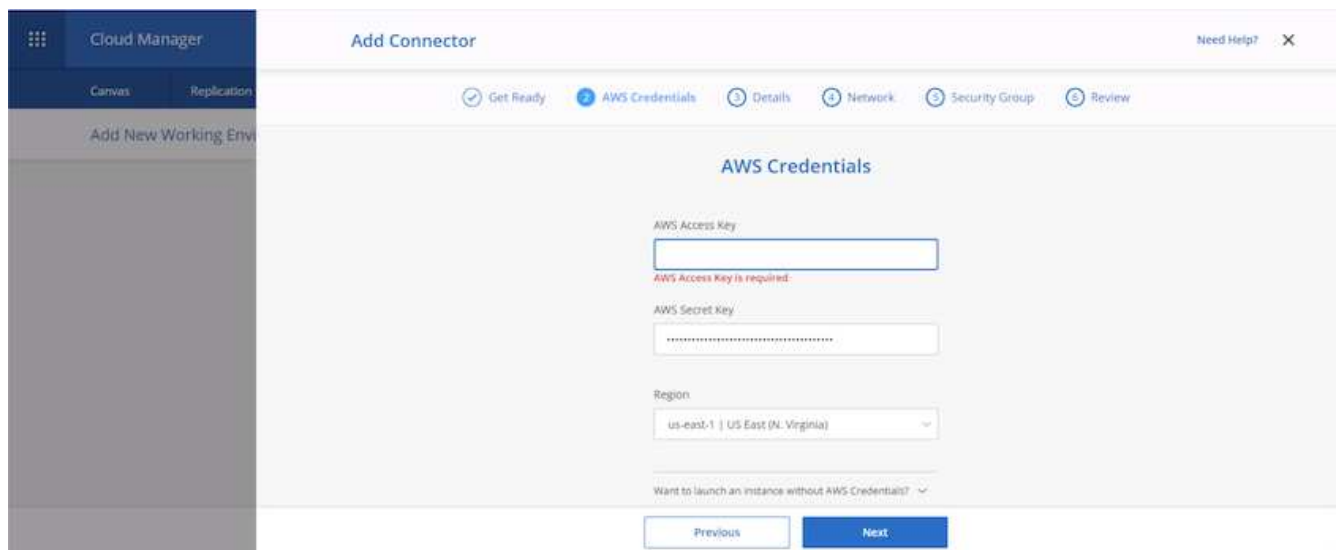 Cloud Manager
Add Connector
Need Help?
Canvas
Replication
Get Ready
2 AWS Credentials
3 Details
4 Network
5 Security Group
6 Review
Add New Working Envi
AWS Credentials
AWS Access Key
AWS Access Key is required
AWS Secret Key
Region
us-east-1 | US East (N. Virginia)
Want to launch an instance without AWS Credentials?
Previous
Next